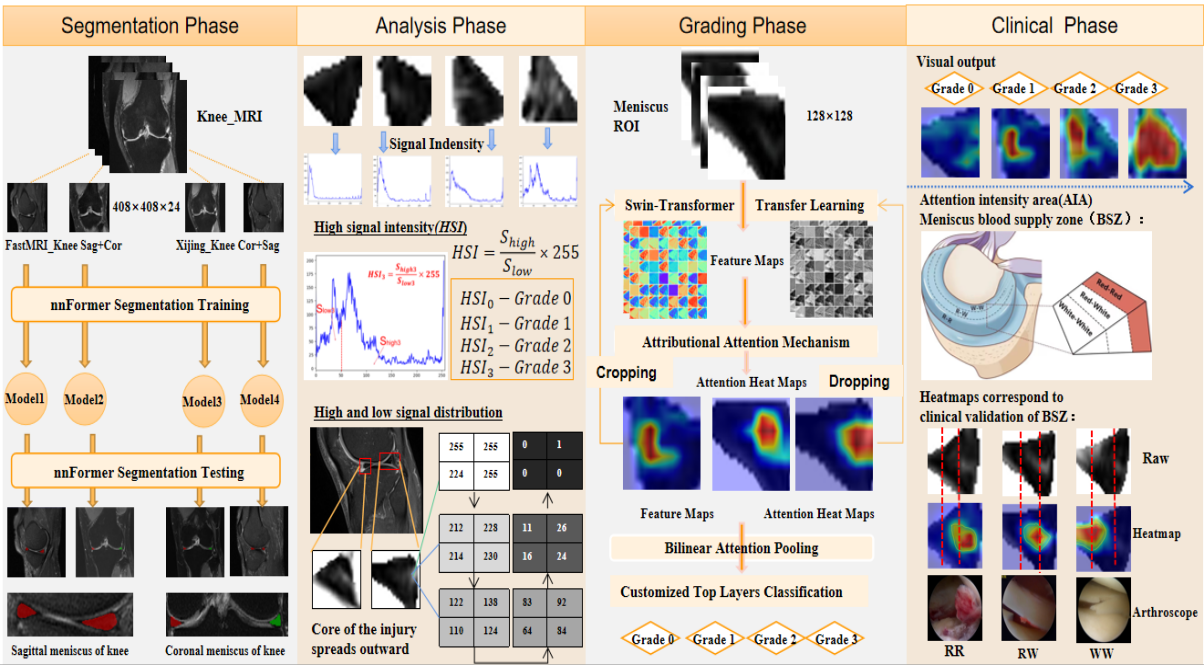 Segmentation Phase
Knee_MRI
408×408×24
FastMRI_Knee Sag+Cor
Xijing_Knee Cor+Sag
nnFormer Segmentation Training
Model1
Model2
Model3
Model4
nnFormer Segmentation Testing
Sagittal meniscus of knee
Coronal meniscus of knee
Analysis Phase
Signal Indensity
High signal intensity(HSI)
HSI = S_high / S_low × 255
HSI₃ = S_high3 / S_low3 × 255
S_low3
S_high3
HSI₀ − Grade 0
HSI₁ − Grade 1
HSI₂ − Grade 2
HSI₃ − Grade 3
High and low signal distribution
255 255 0 1
224 255 0 0
212 228 11 26
214 230 16 24
122 138 83 92
110 124 64 84
Core of the injury
spreads outward
Grading Phase
Meniscus
ROI
128×128
Swin-Transformer
Transfer Learning
Feature Maps
Attributional Attention Mechanism
Cropping
Attention Heat Maps
Dropping
Feature Maps
Attention Heat Maps
Bilinear Attention Pooling
Customized Top Layers Classification
Grade 0
Grade 1
Grade 2
Grade 3
Clinical Phase
Visual output
Grade 0
Grade 1
Grade 2
Grade 3
Attention intensity area(AIA)
Meniscus blood supply zone（BSZ）:
W-W
R-W
R-R
Red-Red
Red-White
White-White
Heatmaps correspond to
clinical validation of BSZ :
Raw
Heatmap
Arthroscope
RR
RW
WW